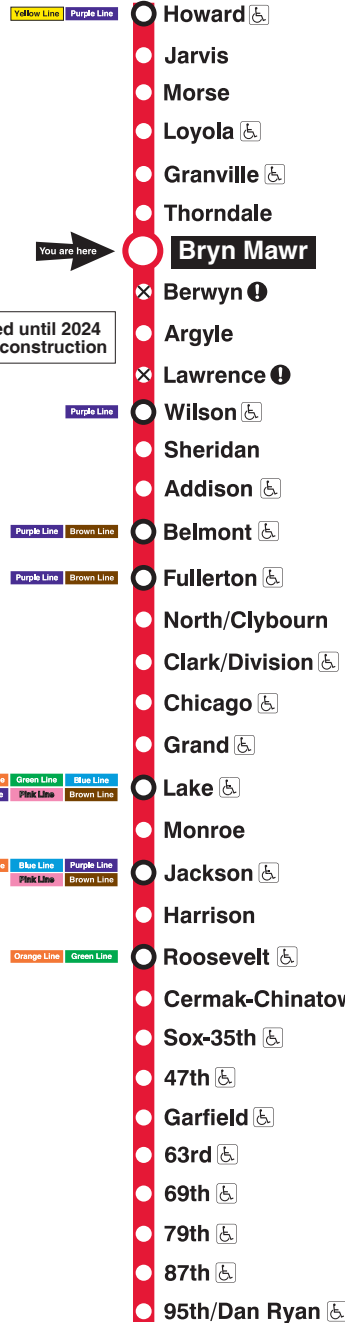 Yellow Line Purple Line Howard
Jarvis
Morse
Loyola
Granville
Thorndale
You are here Bryn Mawr
Berwyn !
ed until 2024
construction
Argyle
Lawrence !
Purple Line Wilson
Sheridan
Addison
Purple Line Brown Line Belmont
Purple Line Brown Line Fullerton
North/Clybourn
Clark/Division
Chicago
Grand
e Green Line Blue Line
e Pink Line Brown Line
Lake
Monroe
e Blue Line Purple Line
Pink Line Brown Line
Jackson
Harrison
Orange Line Green Line Roosevelt
Cermak-Chinatow
Sox-35th
47th
Garfield
63rd
69th
79th
87th
95th/Dan Ryan